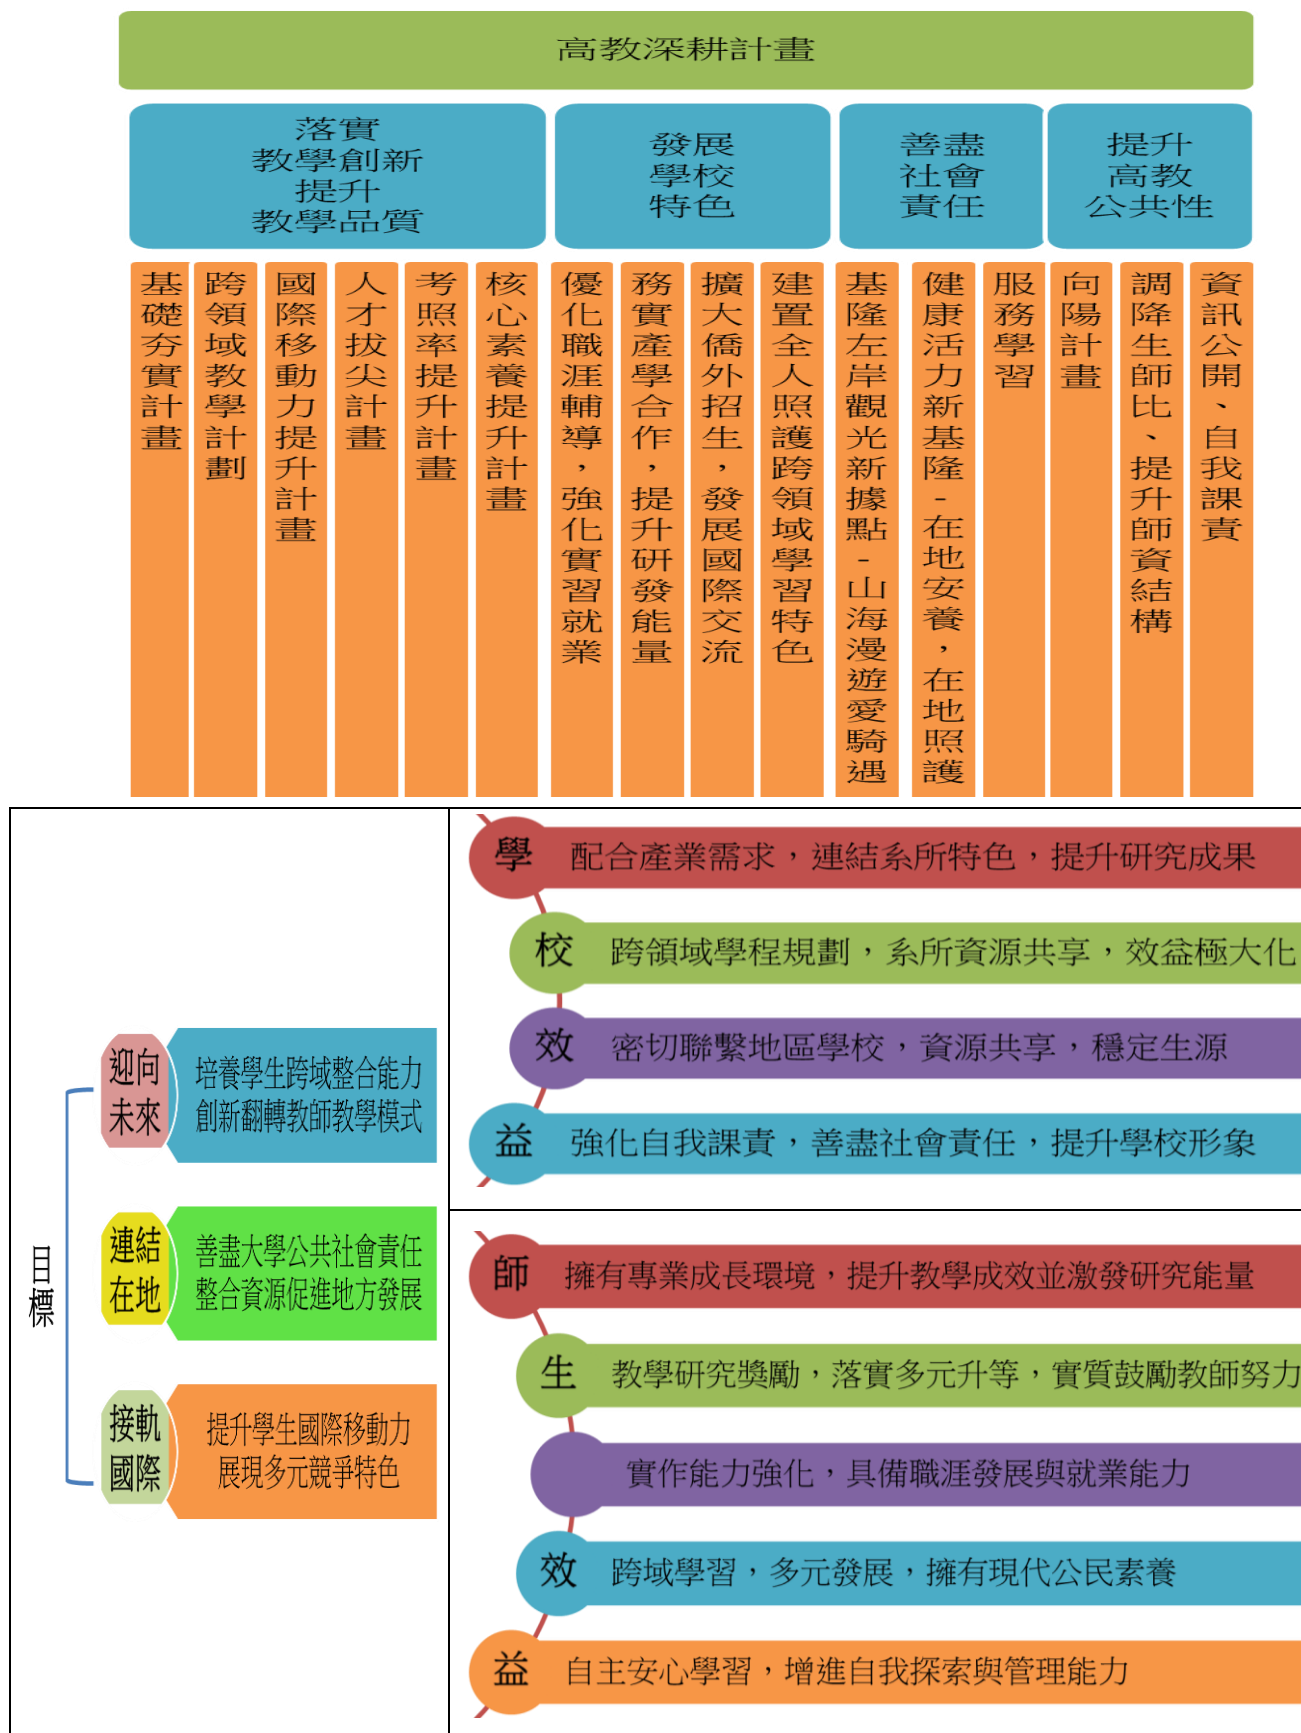 高教深耕計畫
落實
教學創新
提升
教學品質
發展
學校
特色
善盡
社會
責任
提升
高教
公共性
基礎夯實計畫
跨領域教學計劃
國際移動力提升計畫
人才拔尖計畫
考照率提升計畫
核心素養提升計畫
優化職涯輔導，強化實習就業
務實產學合作，提升研發能量
擴大僑外招生，發展國際交流
建置全人照護跨領域學習特色
基隆左岸觀光新據點-山海漫遊愛騎遇
健康活力新基隆-在地安養，在地照護
服務學習
向陽計畫
調降生師比、提升師資結構
資訊公開、自我課責
目標
迎向
未來
培養學生跨域整合能力
創新翻轉教師教學模式
連結
在地
善盡大學公共社會責任
整合資源促進地方發展
接軌
國際
提升學生國際移動力
展現多元競爭特色
學 配合產業需求，連結系所特色，提升研究成果
校 跨領域學程規劃，系所資源共享，效益極大化
效 密切聯繫地區學校，資源共享，穩定生源
益 強化自我課責，善盡社會責任，提升學校形象
師 擁有專業成長環境，提升教學成效並激發研究能量
生 教學研究獎勵，落實多元升等，實質鼓勵教師努力
實作能力強化，具備職涯發展與就業能力
效 跨域學習，多元發展，擁有現代公民素養
益 自主安心學習，增進自我探索與管理能力